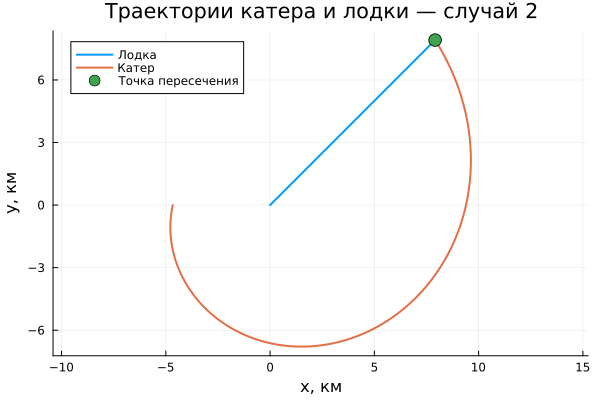 Траектории катера и лодки — случай 2
Лодка
Катер
Точка пересечения
y, км
6
3
0
−3
−6
−10
−5
0
5
10
15
x, км